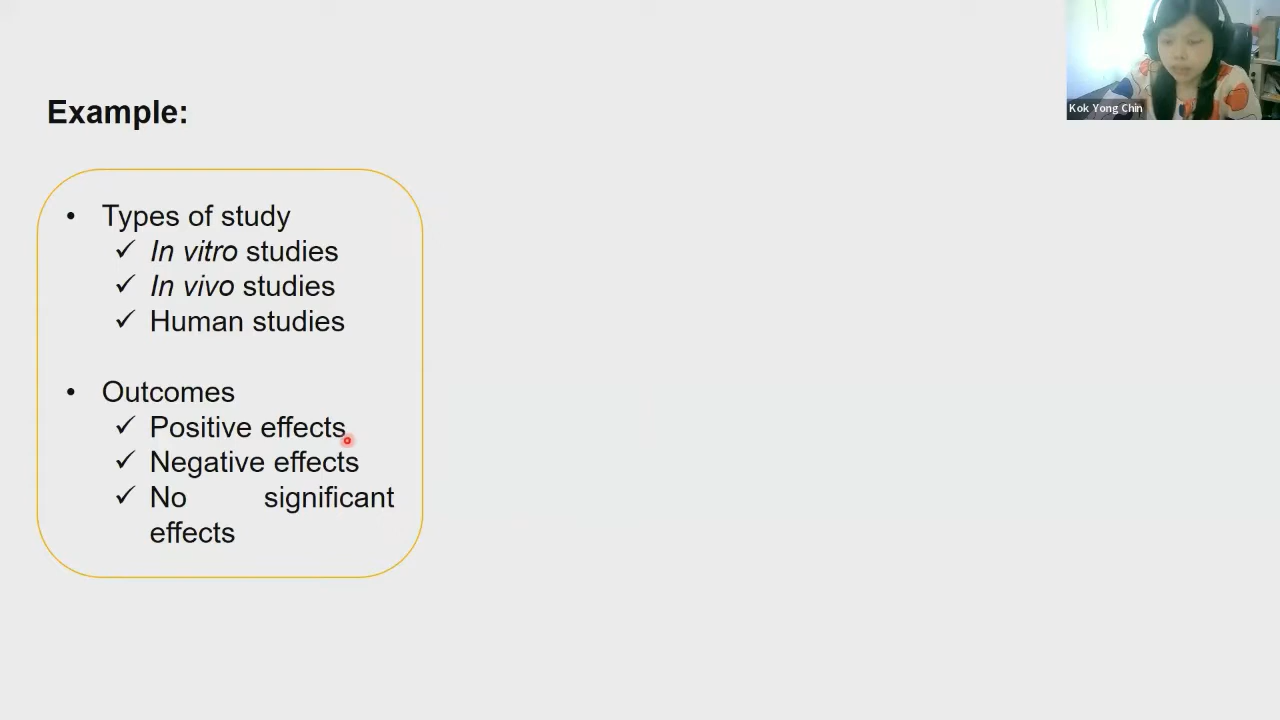 Kok Yong Chin
Example:
• Types of study
✓ In vitro studies
✓ In vivo studies
✓ Human studies
• Outcomes
✓ Positive effects
✓ Negative effects
✓ No significant
effects